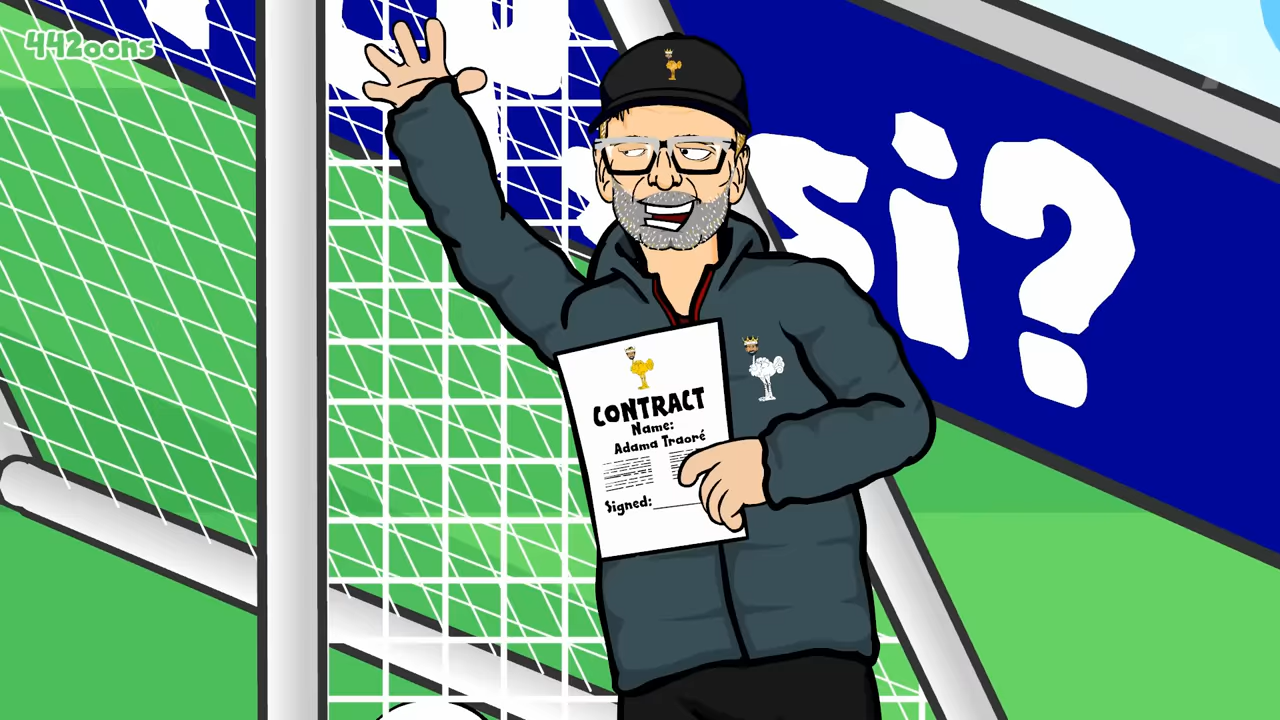 442oons
si?
CONTRACT
Name:
Adama Traoré
Signed: